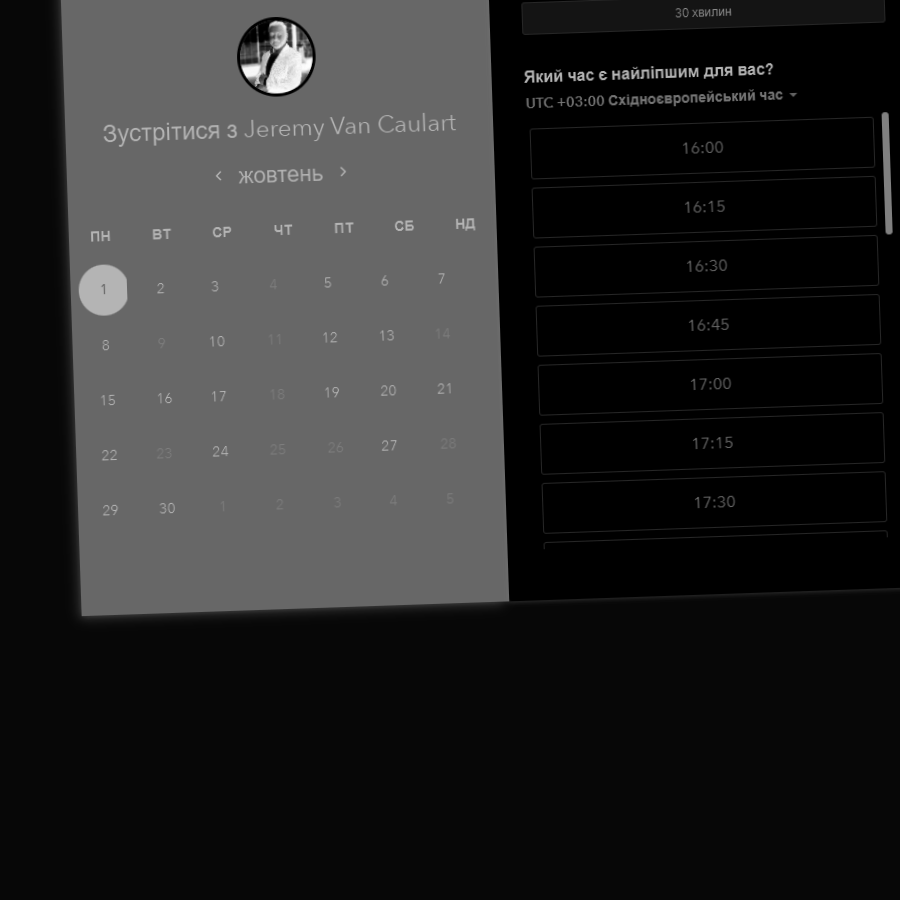 Зустрітися з Jeremy Van Caulart
‹ жовтень ›
ПН ВТ СР ЧТ ПТ СБ НД
1 2 3 4 5 6 7
8 9 10 11 12 13 14
15 16 17 18 19 20 21
22 23 24 25 26 27 28
29 30 1 2 3 4 5
30 хвилин
Який час є найліпшим для вас?
UTC +03:00 Східноєвропейський час
16:00
16:15
16:30
16:45
17:00
17:15
17:30